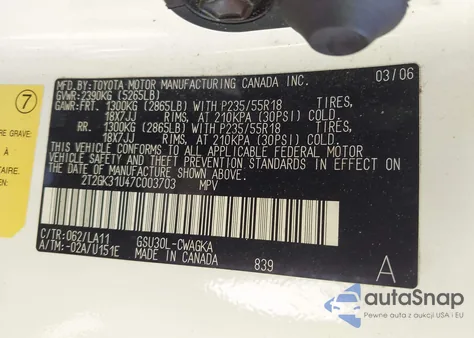 MFD.BY:TOYOTA MOTOR MANUFACTURING CANADA INC. 03/06
GVWR:2390KG (5265LB)
GAWR:FRT. 1300KG (2865LB) WITH P235/55R18 TIRES,
18X7JJ RIMS, AT 210KPA (30PSI) COLD.
RR. 1300KG (2865LB) WITH P235/55R18 TIRES,
18X7JJ RIMS, AT 210KPA (30PSI) COLD.
THIS VEHICLE CONFORMS TO ALL APPLICABLE FEDERAL MOTOR
VEHICLE SAFETY AND BUMPER STANDARDS IN EFFECT ON
THE DATE OF MANUFACTURE SHOWN ABOVE.
2T2GK31U47C003703 MPV
C/TR:062/LA11 GSU30L-CWAGKA
A/TM:-02A/U151E MADE IN CANADA 839 A
7
RE GRAVE:
À
autoSnap
Pewne auta z aukcji USA i EU